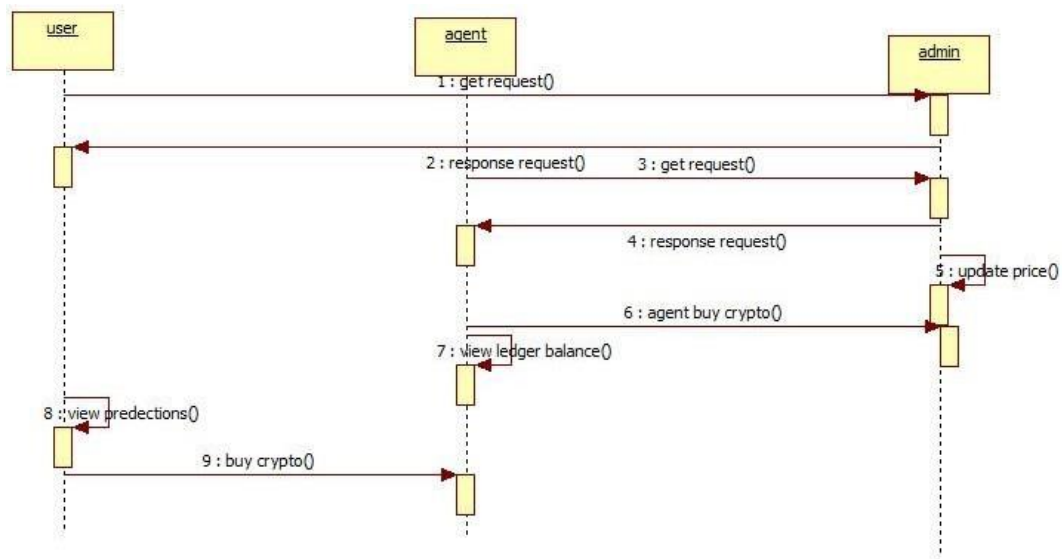 user
agent
admin
1 : get request()
2 : response request()
3 : get request()
4 : response request()
5 : update price()
6 : agent buy crypto()
7 : view ledger balance()
8 : view predections()
9 : buy crypto()